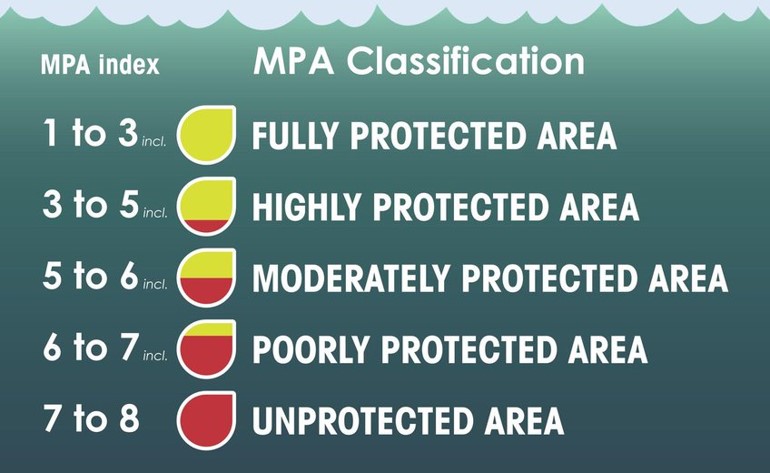 MPA index MPA Classification
1 to 3 incl. FULLY PROTECTED AREA
3 to 5 incl. HIGHLY PROTECTED AREA
5 to 6 incl. MODERATELY PROTECTED AREA
6 to 7 incl. POORLY PROTECTED AREA
7 to 8 UNPROTECTED AREA